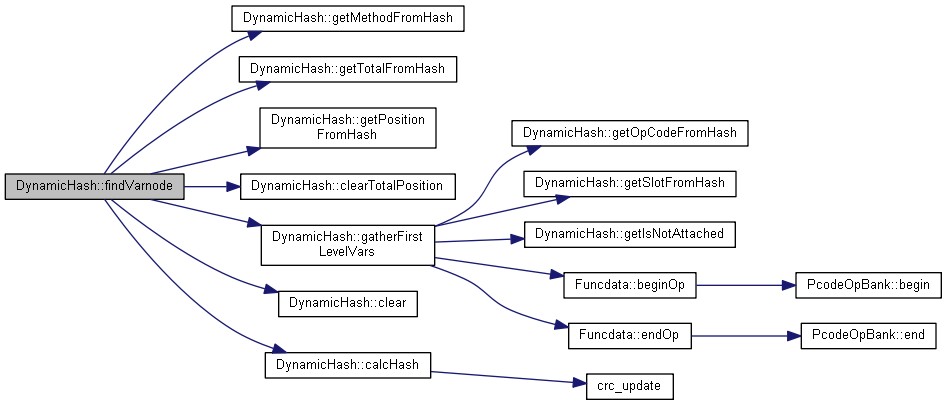 DynamicHash::getMethodFromHash
DynamicHash::getTotalFromHash
DynamicHash::getPosition
FromHash
DynamicHash::findVarnode
DynamicHash::clearTotalPosition
DynamicHash::gatherFirst
LevelVars
DynamicHash::clear
DynamicHash::calcHash
DynamicHash::getOpCodeFromHash
DynamicHash::getSlotFromHash
DynamicHash::getIsNotAttached
Funcdata::beginOp
PcodeOpBank::begin
Funcdata::endOp
PcodeOpBank::end
crc_update